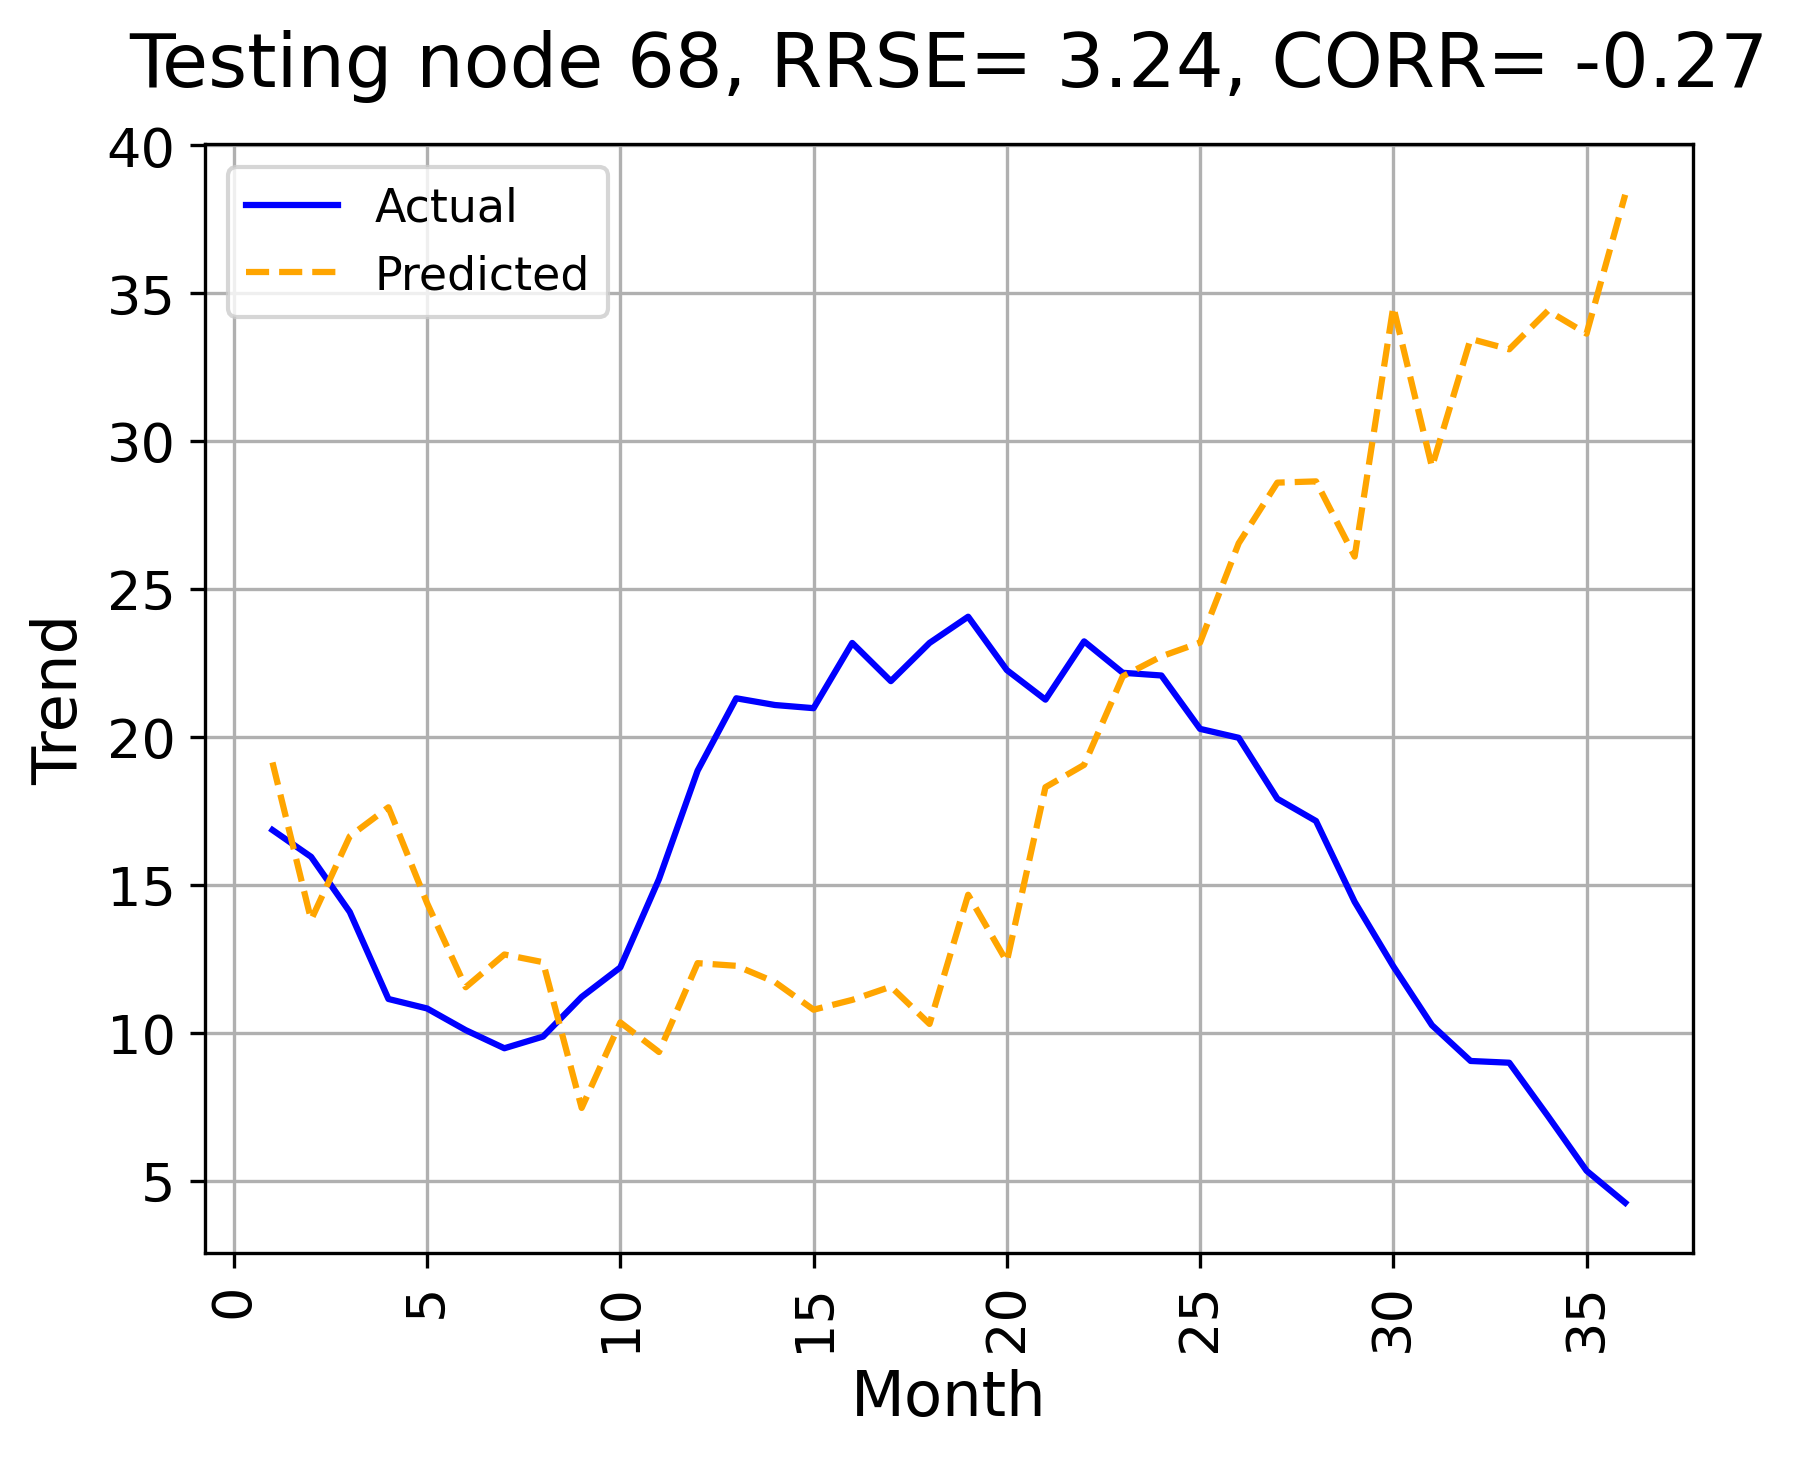 Testing node 68, RRSE= 3.24, CORR= -0.27
40
35
30
25
20
15
10
5
Trend
Actual
Predicted
0 5 10 15 20 25 30 35
Month